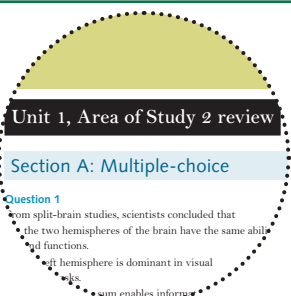 Unit 1, Area of Study 2 review
Section A: Multiple-choice
Question 1
rom split-brain studies, scientists concluded that
the two hemispheres of the brain have the same abili
nd functions.
eft hemisphere is dominant in visual
sks.
sum enables informa